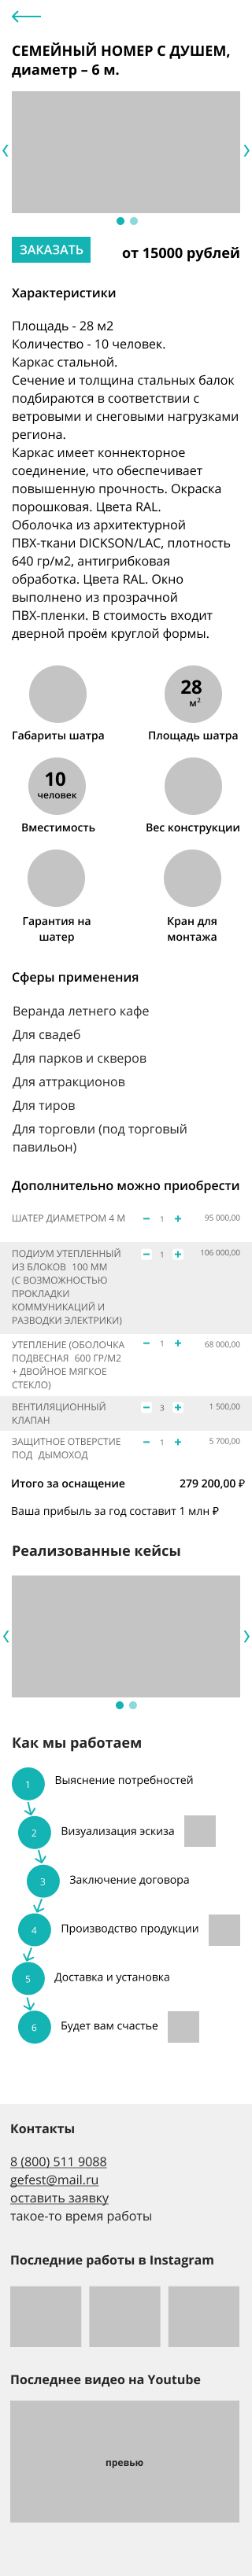 СЕМЕЙНЫЙ НОМЕР С ДУШЕМ,
диаметр – 6 м.
ЗАКАЗАТЬ
от 15000 рублей
Характеристики
Площадь - 28 м2
Количество - 10 человек.
Каркас стальной.
Сечение и толщина стальных балок
подбираются в соответствии с
ветровыми и снеговыми нагрузками
региона.
Каркас имеет коннекторное
соединение, что обеспечивает
повышенную прочность. Окраска
порошковая. Цвета RAL.
Оболочка из архитектурной
ПВХ-ткани DICKSON/LAC, плотность
640 гр/м2, антигрибковая
обработка. Цвета RAL. Окно
выполнено из прозрачной
ПВХ-пленки. В стоимость входит
дверной проём круглой формы.
28
м²
Габариты шатра
Площадь шатра
10
человек
Вместимость
Вес конструкции
Гарантия на
шатер
Кран для
монтажа
Сферы применения
Веранда летнего кафе
Для свадеб
Для парков и скверов
Для аттракционов
Для тиров
Для торговли (под торговый
павильон)
Дополнительно можно приобрести
ШАТЕР ДИАМЕТРОМ 4 М – 1 + 95 000,00
ПОДИУМ УТЕПЛЕННЫЙ – 1 + 106 000,00
ИЗ БЛОКОВ 100 ММ
(С ВОЗМОЖНОСТЬЮ
ПРОКЛАДКИ
КОММУНИКАЦИЙ И
РАЗВОДКИ ЭЛЕКТРИКИ)
УТЕПЛЕНИЕ (ОБОЛОЧКА – 1 + 68 000,00
ПОДВЕСНАЯ 600 ГР/М2
+ ДВОЙНОЕ МЯГКОЕ
СТЕКЛО)
ВЕНТИЛЯЦИОННЫЙ – 3 + 1 500,00
КЛАПАН
ЗАЩИТНОЕ ОТВЕРСТИЕ – 1 + 5 700,00
ПОД ДЫМОХОД
Итого за оснащение 279 200,00 ₽
Ваша прибыль за год составит 1 млн ₽
Реализованные кейсы
Как мы работаем
1 Выяснение потребностей
2 Визуализация эскиза
3 Заключение договора
4 Производство продукции
5 Доставка и установка
6 Будет вам счастье
Контакты
8 (800) 511 9088
gefest@mail.ru
оставить заявку
такое-то время работы
Последние работы в Instagram
Последнее видео на Youtube
превью